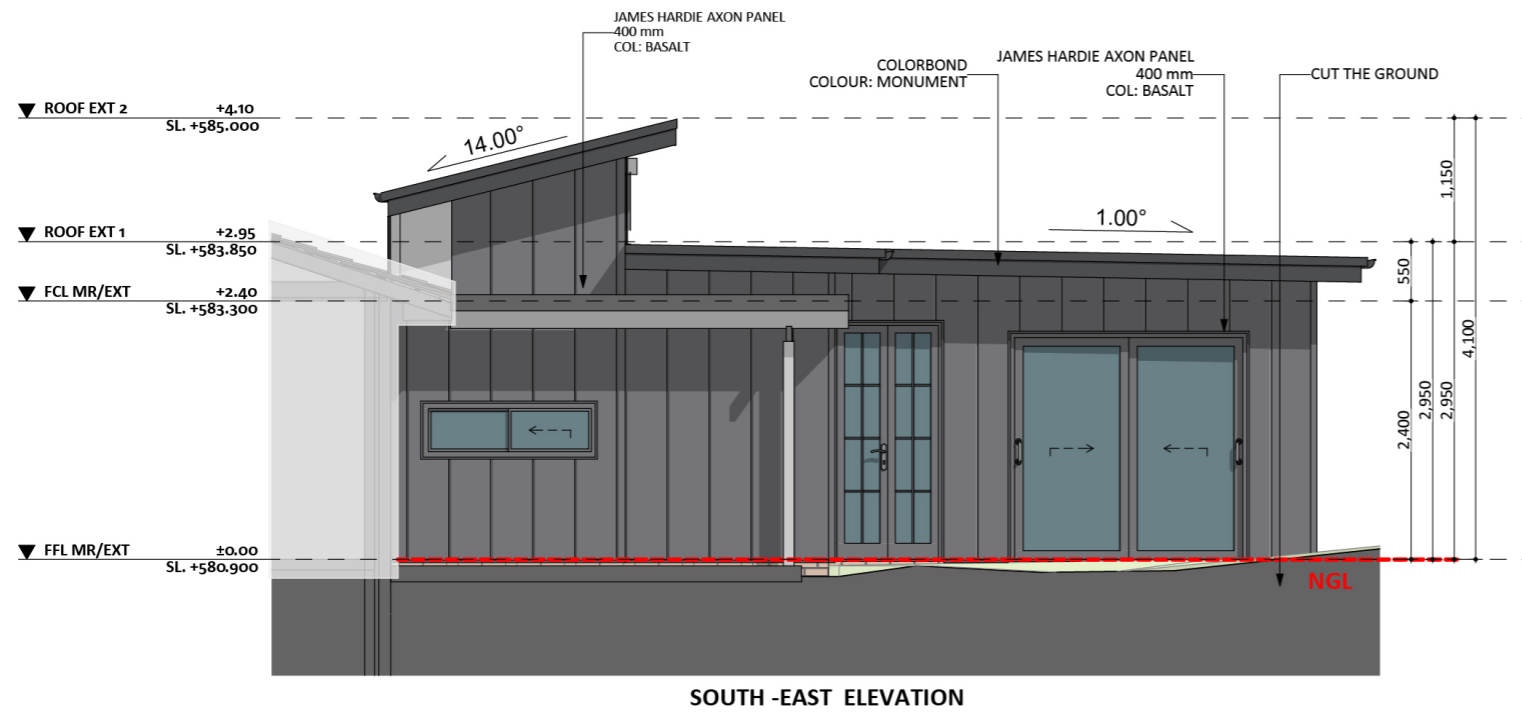 JAMES HARDIE AXON PANEL
400 mm
COL: BASALT
COLORBOND
COLOUR: MONUMENT
JAMES HARDIE AXON PANEL
400 mm
COL: BASALT
CUT THE GROUND
ROOF EXT 2 +4.10
SL. +585.000
14.00°
1.00°
ROOF EXT 1 +2.95
SL. +583.850
FCL MR/EXT +2.40
SL. +583.300
FFL MR/EXT ±0.00
SL. +580.900
1,150
550
4,100
2,950
2,950
2,400
NGL
SOUTH -EAST ELEVATION